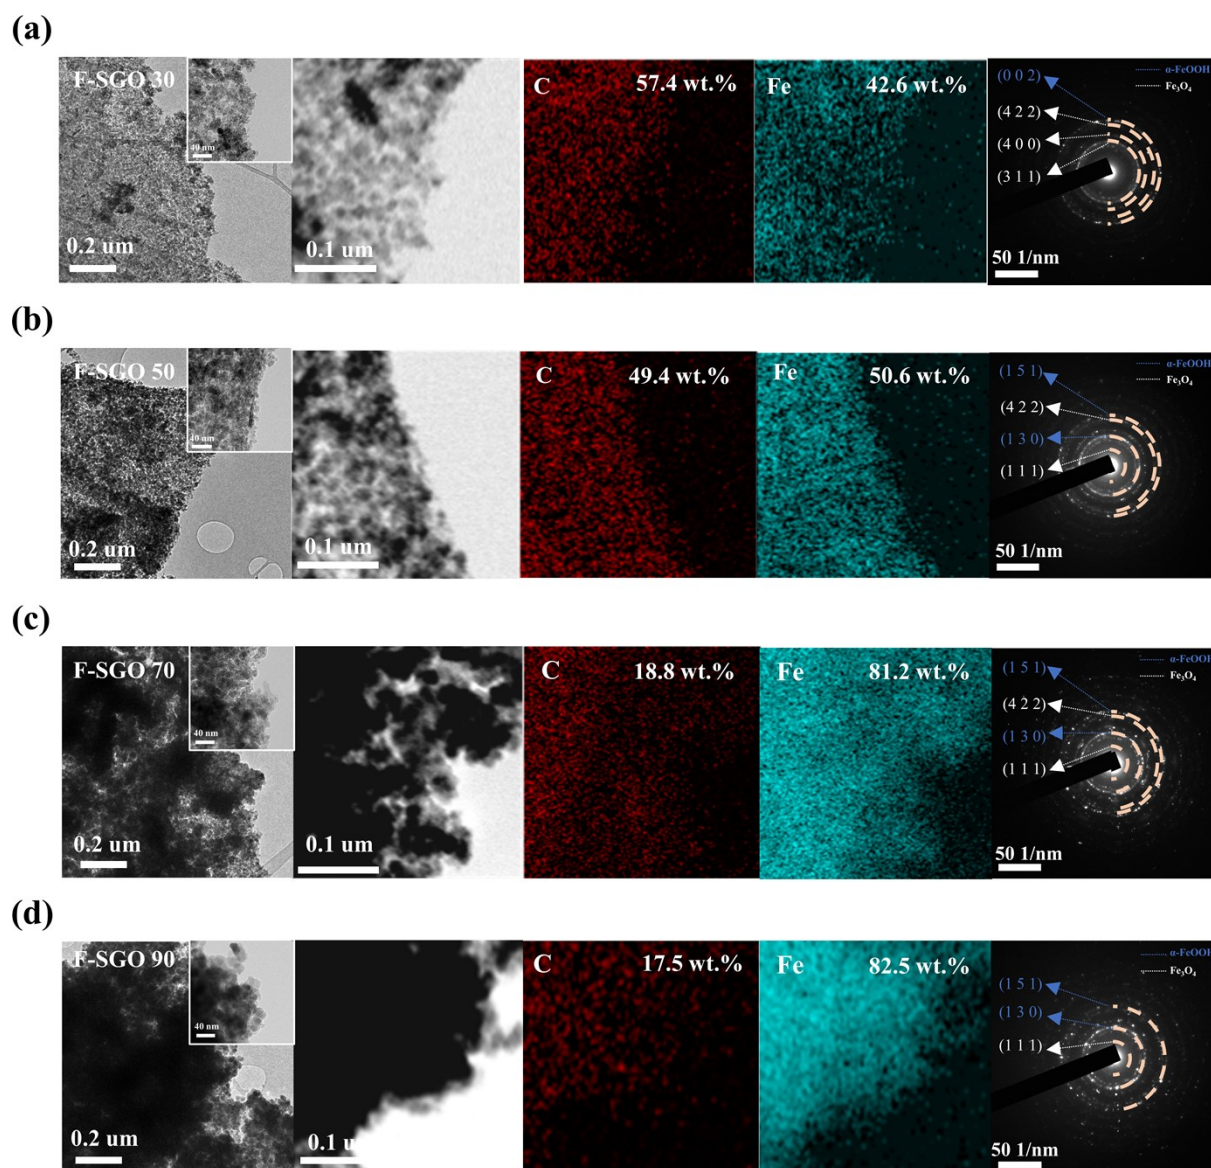 (a)
F-SGO 30
40 nm
0.2 um
0.1 um
C 57.4 wt.%
Fe 42.6 wt.%
α-FeOOH
Fe₃O₄
(0 0 2)
(4 2 2)
(4 0 0)
(3 1 1)
50 1/nm
(b)
F-SGO 50
40 nm
0.2 um
0.1 um
C 49.4 wt.%
Fe 50.6 wt.%
α-FeOOH
Fe₃O₄
(1 5 1)
(4 2 2)
(1 3 0)
(1 1 1)
50 1/nm
(c)
F-SGO 70
40 nm
0.2 um
0.1 um
C 18.8 wt.%
Fe 81.2 wt.%
α-FeOOH
Fe₃O₄
(1 5 1)
(4 2 2)
(1 3 0)
(1 1 1)
50 1/nm
(d)
F-SGO 90
40 nm
0.2 um
0.1 u
C 17.5 wt.%
Fe 82.5 wt.%
α-FeOOH
Fe₃O₄
(1 5 1)
(1 3 0)
(1 1 1)
50 1/nm